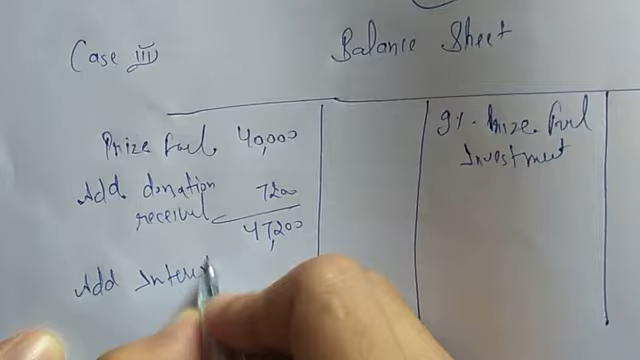 Case III
Balance Sheet
Prize fund 40,000
Add donation 7200
received
47,200
Add Interes
9% Prize fund
Investment